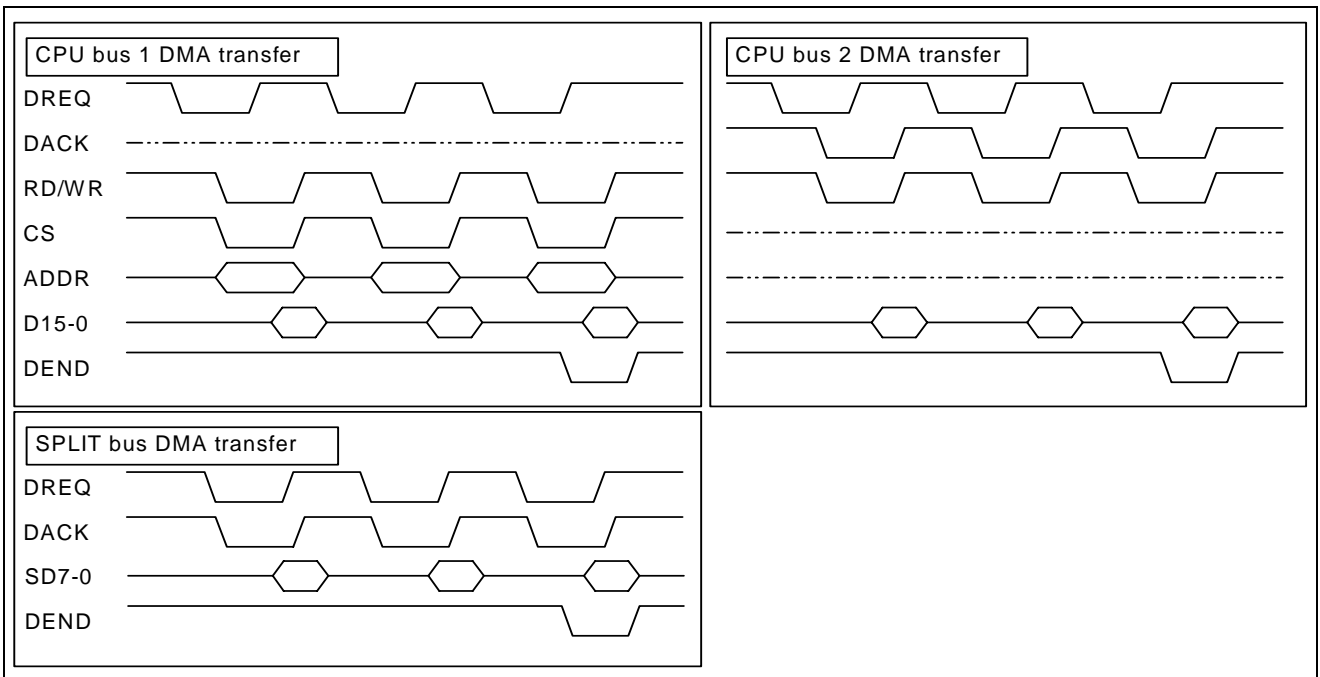 CPU bus 1 DMA transfer
DREQ
DACK
RD/WR
CS
ADDR
D15-0
DEND
CPU bus 2 DMA transfer
SPLIT bus DMA transfer
DREQ
DACK
SD7-0
DEND